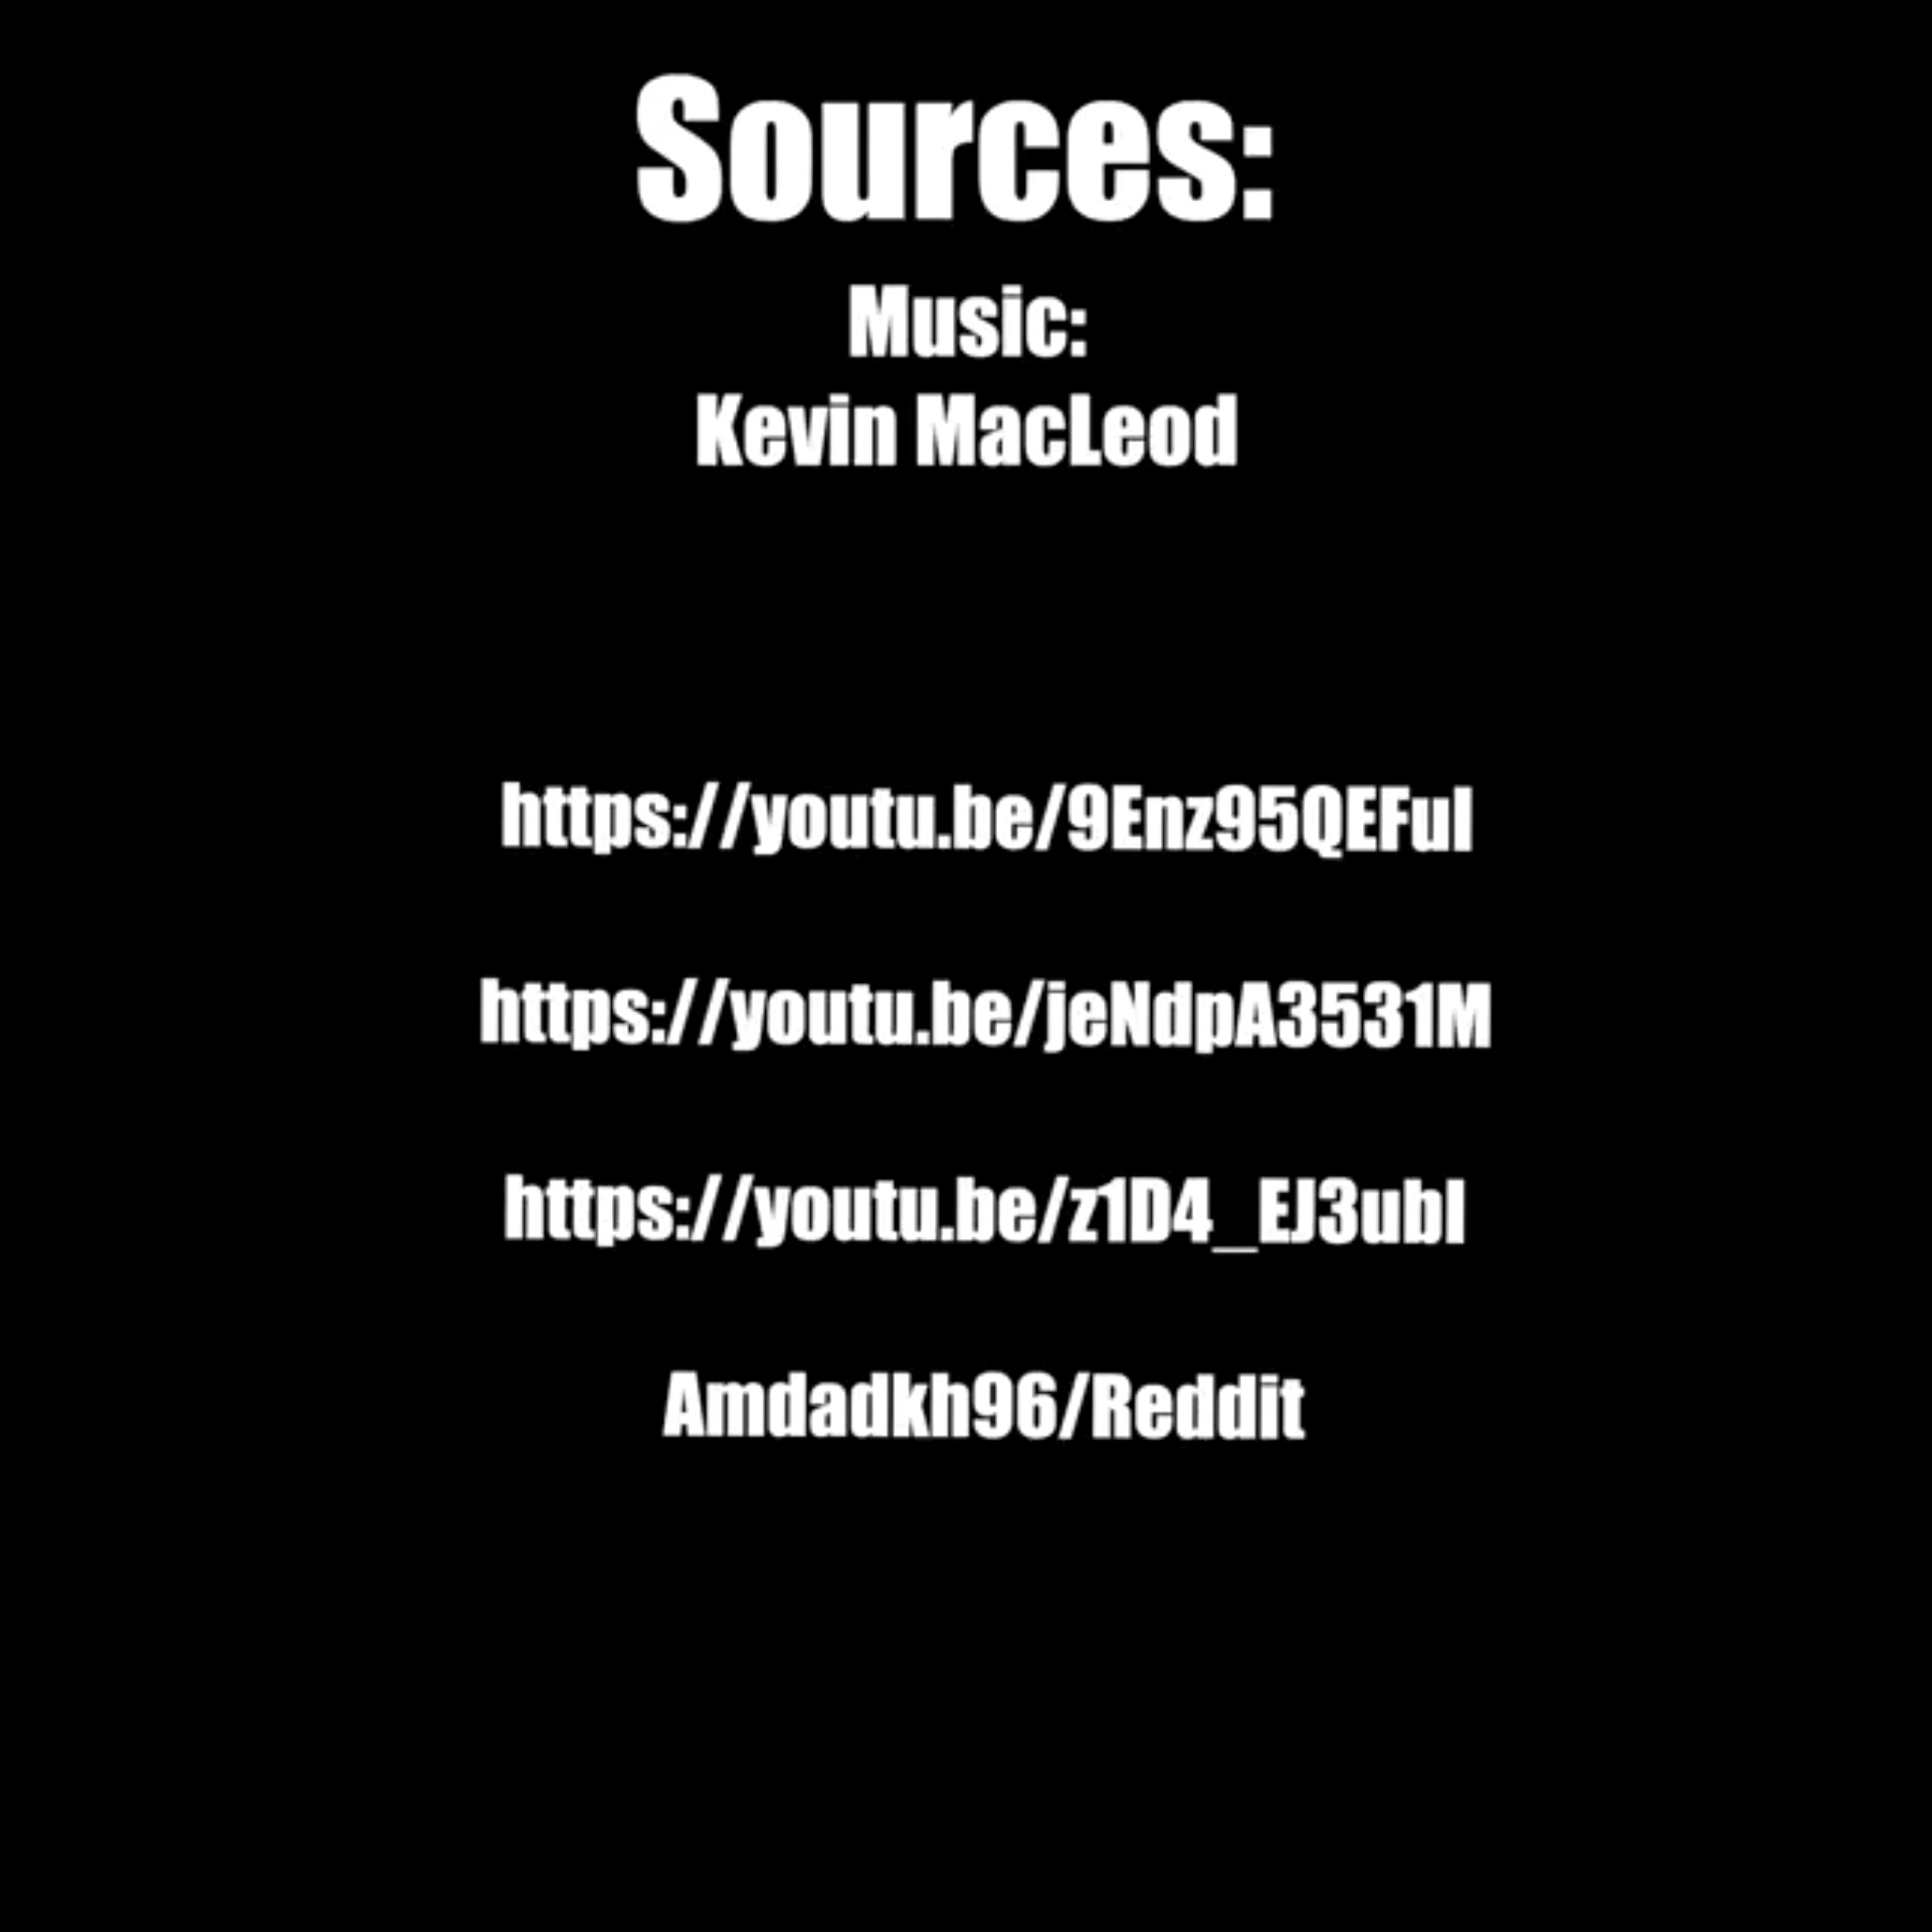 Sources:
Music:
Kevin MacLeod
https://youtu.be/9Enz95QEFuI
https://youtu.be/jeNdpA3531M
https://youtu.be/z1D4_EJ3ubI
Amdadkh96/Reddit